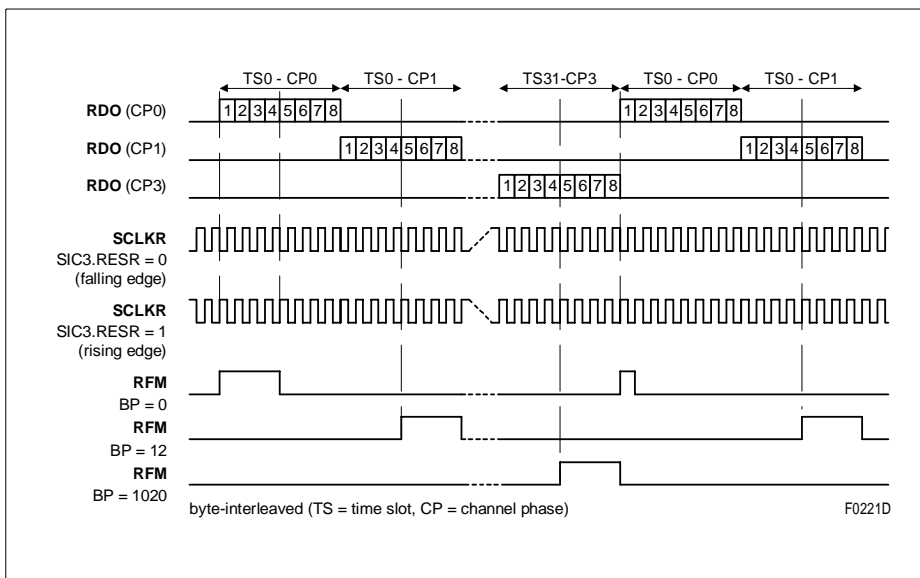 TS0 - CP0 TS0 - CP1 TS31-CP3 TS0 - CP0 TS0 - CP1
RDO (CP0) 1 2 3 4 5 6 7 8 1 2 3 4 5 6 7 8
RDO (CP1) 1 2 3 4 5 6 7 8 1 2 3 4 5 6 7 8
RDO (CP3) 1 2 3 4 5 6 7 8
SCLKR
SIC3.RESR = 0
(falling edge)
SCLKR
SIC3.RESR = 1
(rising edge)
RFM
BP = 0
RFM
BP = 12
RFM
BP = 1020
byte-interleaved (TS = time slot, CP = channel phase) F0221D